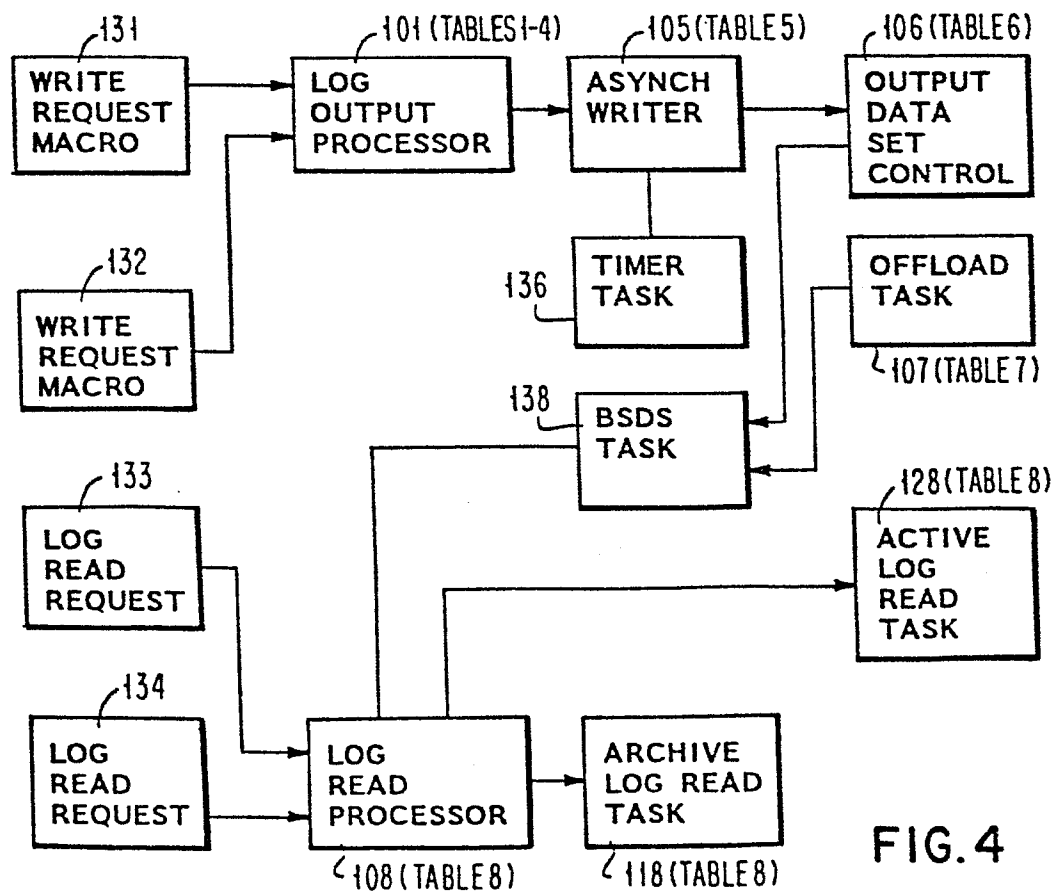 131
WRITE
REQUEST
MACRO
101 (TABLES1-4)
LOG
OUTPUT
PROCESSOR
105 (TABLE 5)
ASYNCH
WRITER
106 (TABLE 6)
OUTPUT
DATA
SET
CONTROL
132
WRITE
REQUEST
MACRO
136
TIMER
TASK
OFFLOAD
TASK
107 (TABLE 7)
138
BSDS
TASK
133
LOG
READ
REQUEST
128 (TABLE 8)
ACTIVE
LOG
READ
TASK
134
LOG
READ
REQUEST
LOG
READ
PROCESSOR
108 (TABLE 8)
ARCHIVE
LOG READ
TASK
118 (TABLE 8)
FIG. 4